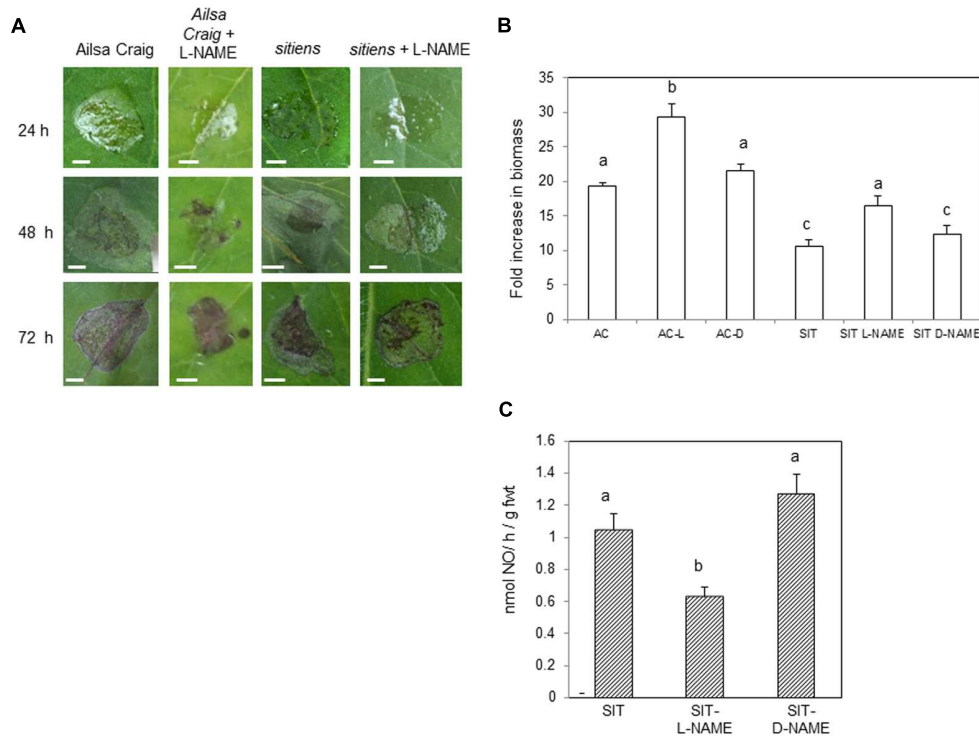 A
Ailsa Craig
Ailsa
Craig +
L-NAME
sitiens
sitiens + L-NAME
24 h
48 h
72 h
B
Fold increase in biomass
35
30
25
20
15
10
5
0
a
b
a
c
a
c
AC
AC-L
AC-D
SIT
SIT L-NAME
SIT D-NAME
C
nmol NO/ h / g fwt
1.6
1.4
1.2
1
0.8
0.6
0.4
0.2
0
a
b
a
SIT
SIT-
L-NAME
SIT-
D-NAME